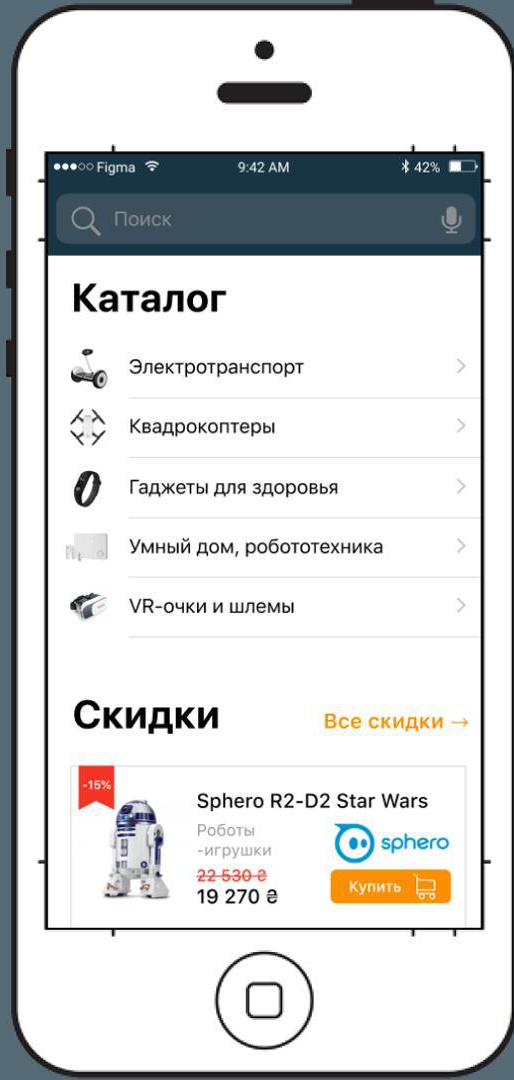 Figma 9:42 AM 42%
Поиск
Каталог
Электротранспорт
Квадрокоптеры
Гаджеты для здоровья
Умный дом, робототехника
VR-очки и шлемы
Скидки
Все скидки →
-15%
Sphero R2-D2 Star Wars
Роботы
-игрушки
sphero
22 530 ₴
19 270 ₴
Купить